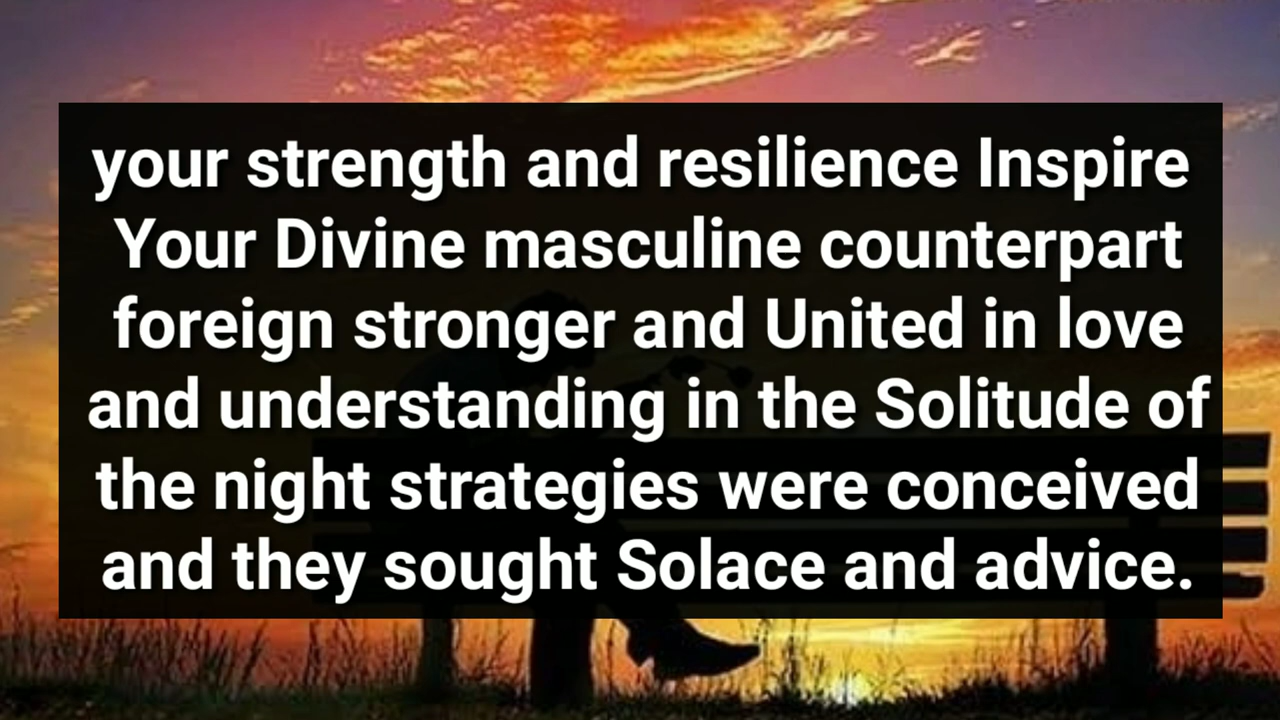 your strength and resilience Inspire
Your Divine masculine counterpart
foreign stronger and United in love
and understanding in the Solitude of
the night strategies were conceived
and they sought Solace and advice.